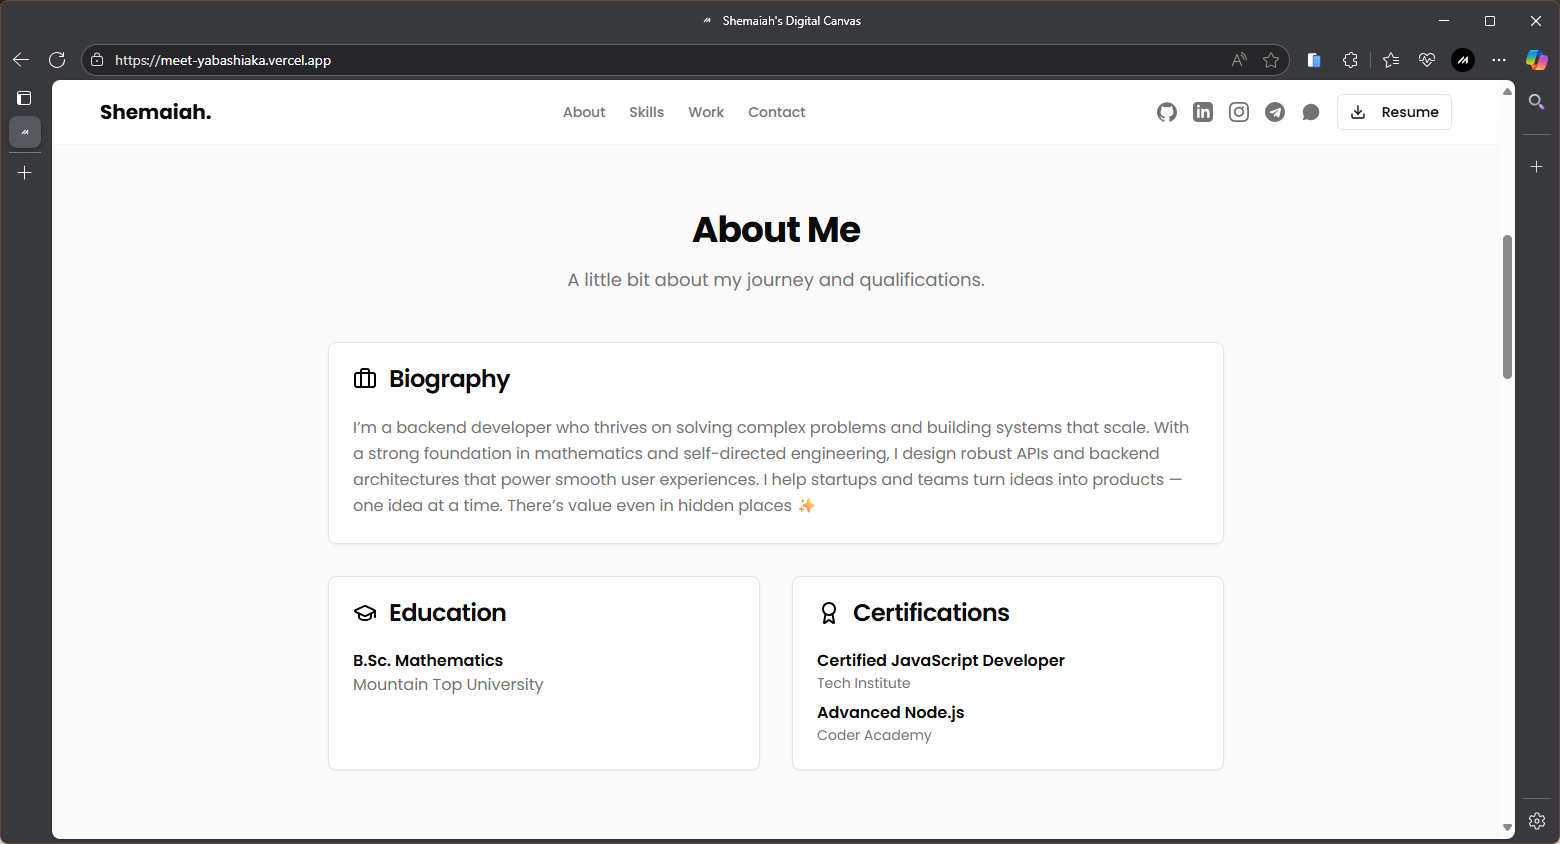 Shemaiah's Digital Canvas
https://meet-yabashiaka.vercel.app
Shemaiah.
About
Skills
Work
Contact
Resume
About Me
A little bit about my journey and qualifications.
Biography
I’m a backend developer who thrives on solving complex problems and building systems that scale. With
a strong foundation in mathematics and self-directed engineering, I design robust APIs and backend
architectures that power smooth user experiences. I help startups and teams turn ideas into products —
one idea at a time. There’s value even in hidden places ✨
Education
B.Sc. Mathematics
Mountain Top University
Certifications
Certified JavaScript Developer
Tech Institute
Advanced Node.js
Coder Academy